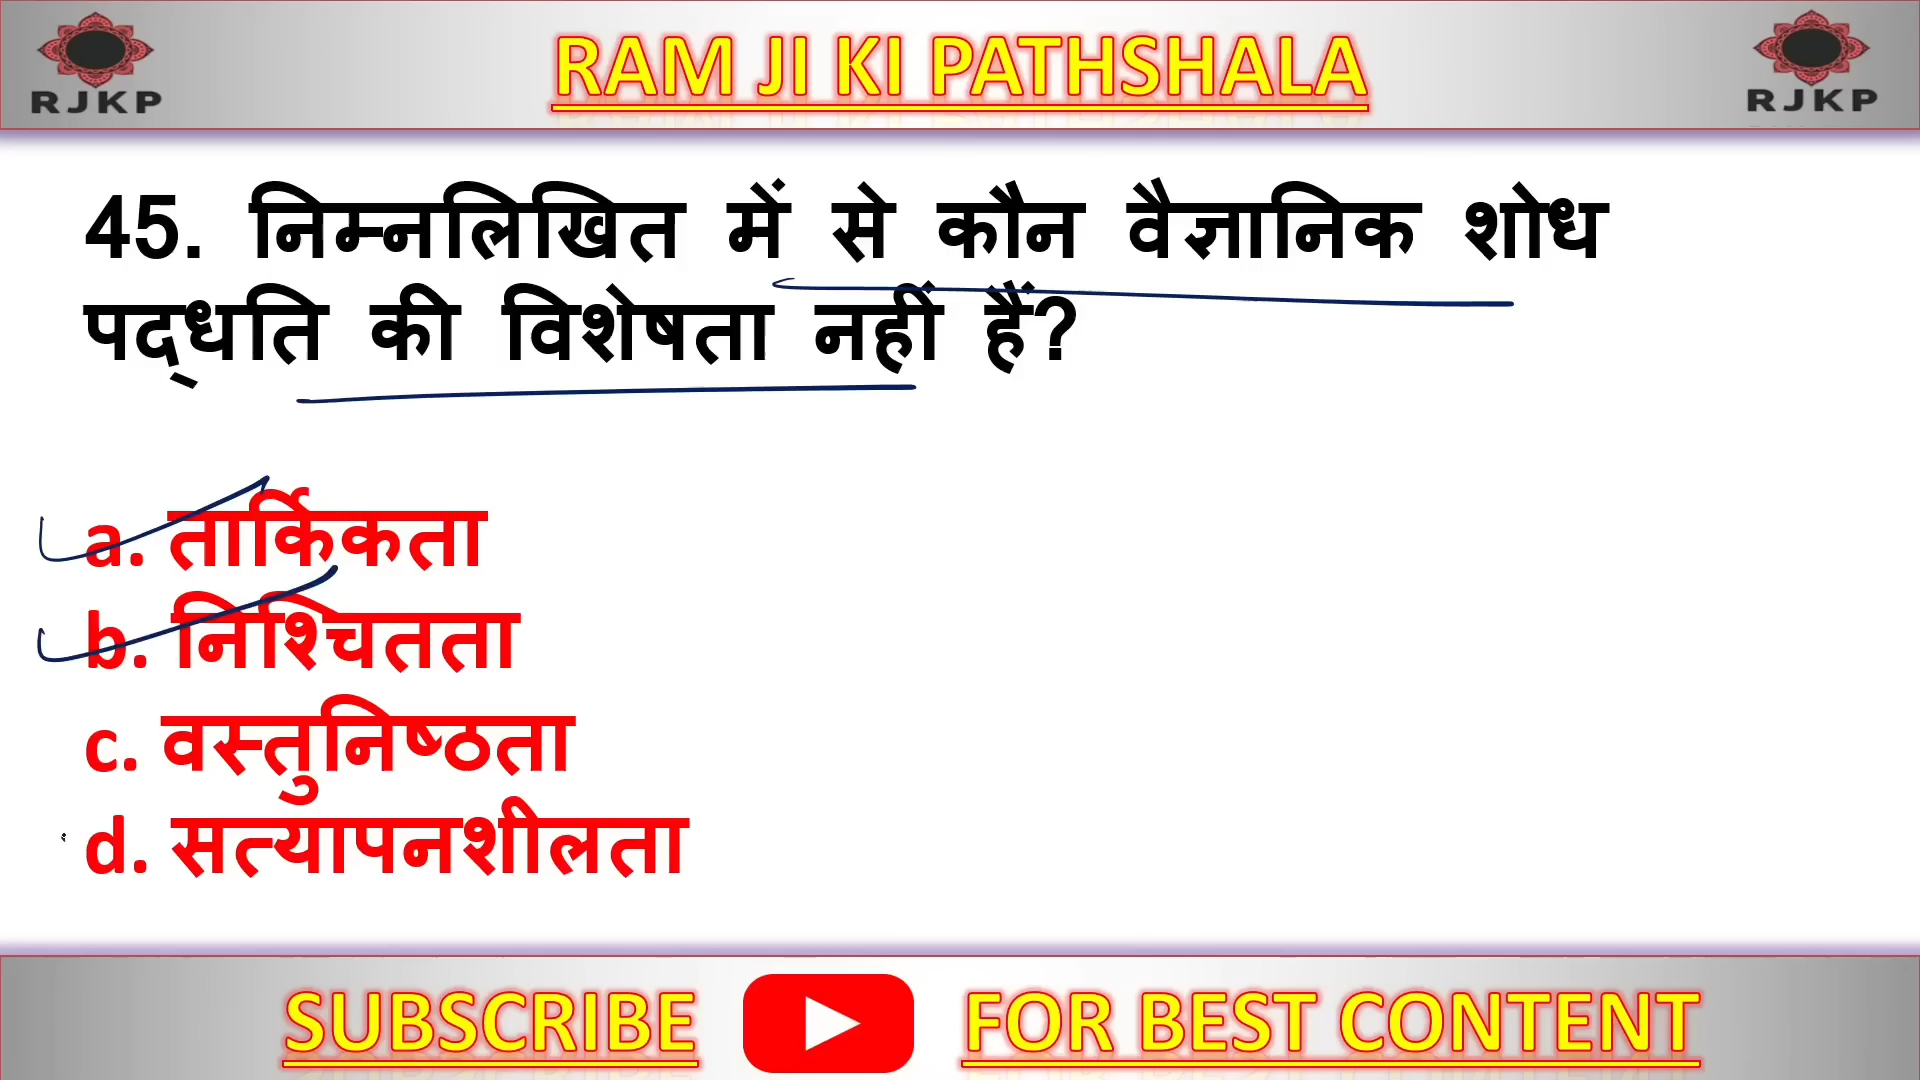 RJKP
RAM JI KI PATHSHALA
RJKP
45. निम्नलिखित में से कौन वैज्ञानिक शोध
पद्धति की विशेषता नहीं हैं?
a. तार्किकता
b. निश्चितता
c. वस्तुनिष्ठता
d. सत्यापनशीलता
SUBSCRIBE FOR BEST CONTENT